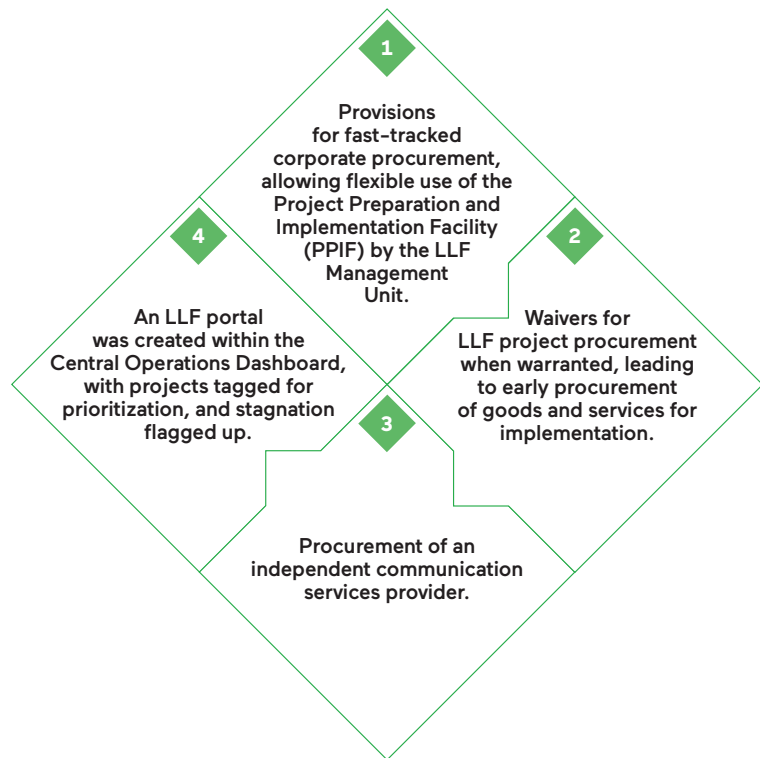 1
Provisions
for fast-tracked
corporate procurement,
allowing flexible use of the
Project Preparation and
Implementation Facility
(PPIF) by the LLF
Management
Unit.
2
Waivers for
LLF project procurement
when warranted, leading
to early procurement
of goods and services for
implementation.
3
Procurement of an
independent communication
services provider.
4
An LLF portal
was created within the
Central Operations Dashboard,
with projects tagged for
prioritization, and stagnation
flagged up.